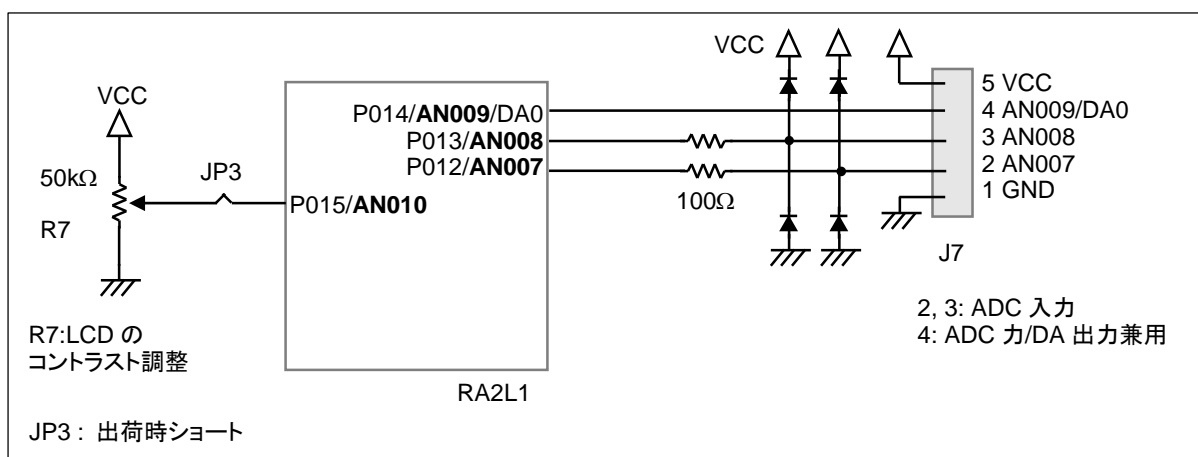 VCC
50kΩ
R7
JP3
P015/AN010
P014/AN009/DA0
P013/AN008
P012/AN007
RA2L1
100Ω
VCC
5 VCC
4 AN009/DA0
3 AN008
2 AN007
1 GND
J7
2, 3: ADC 入力
4: ADC 力/DA 出力兼用
R7:LCD の
コントラスト調整
JP3 : 出荷時ショート